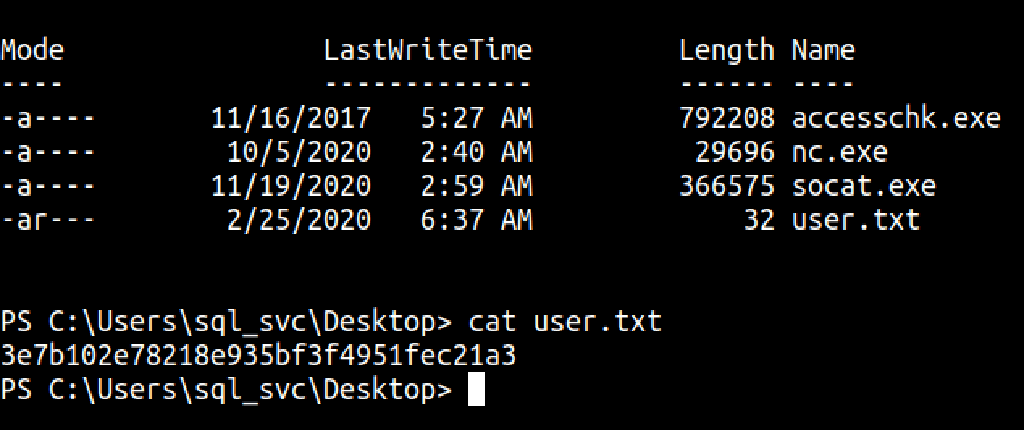 Mode LastWriteTime Length Name
---- ------------- ------ ----
-a---- 11/16/2017 5:27 AM 792208 accesschk.exe
-a---- 10/5/2020 2:40 AM 29696 nc.exe
-a---- 11/19/2020 2:59 AM 366575 socat.exe
-ar--- 2/25/2020 6:37 AM 32 user.txt
PS C:\Users\sql_svc\Desktop> cat user.txt
3e7b102e78218e935bf3f4951fec21a3
PS C:\Users\sql_svc\Desktop>